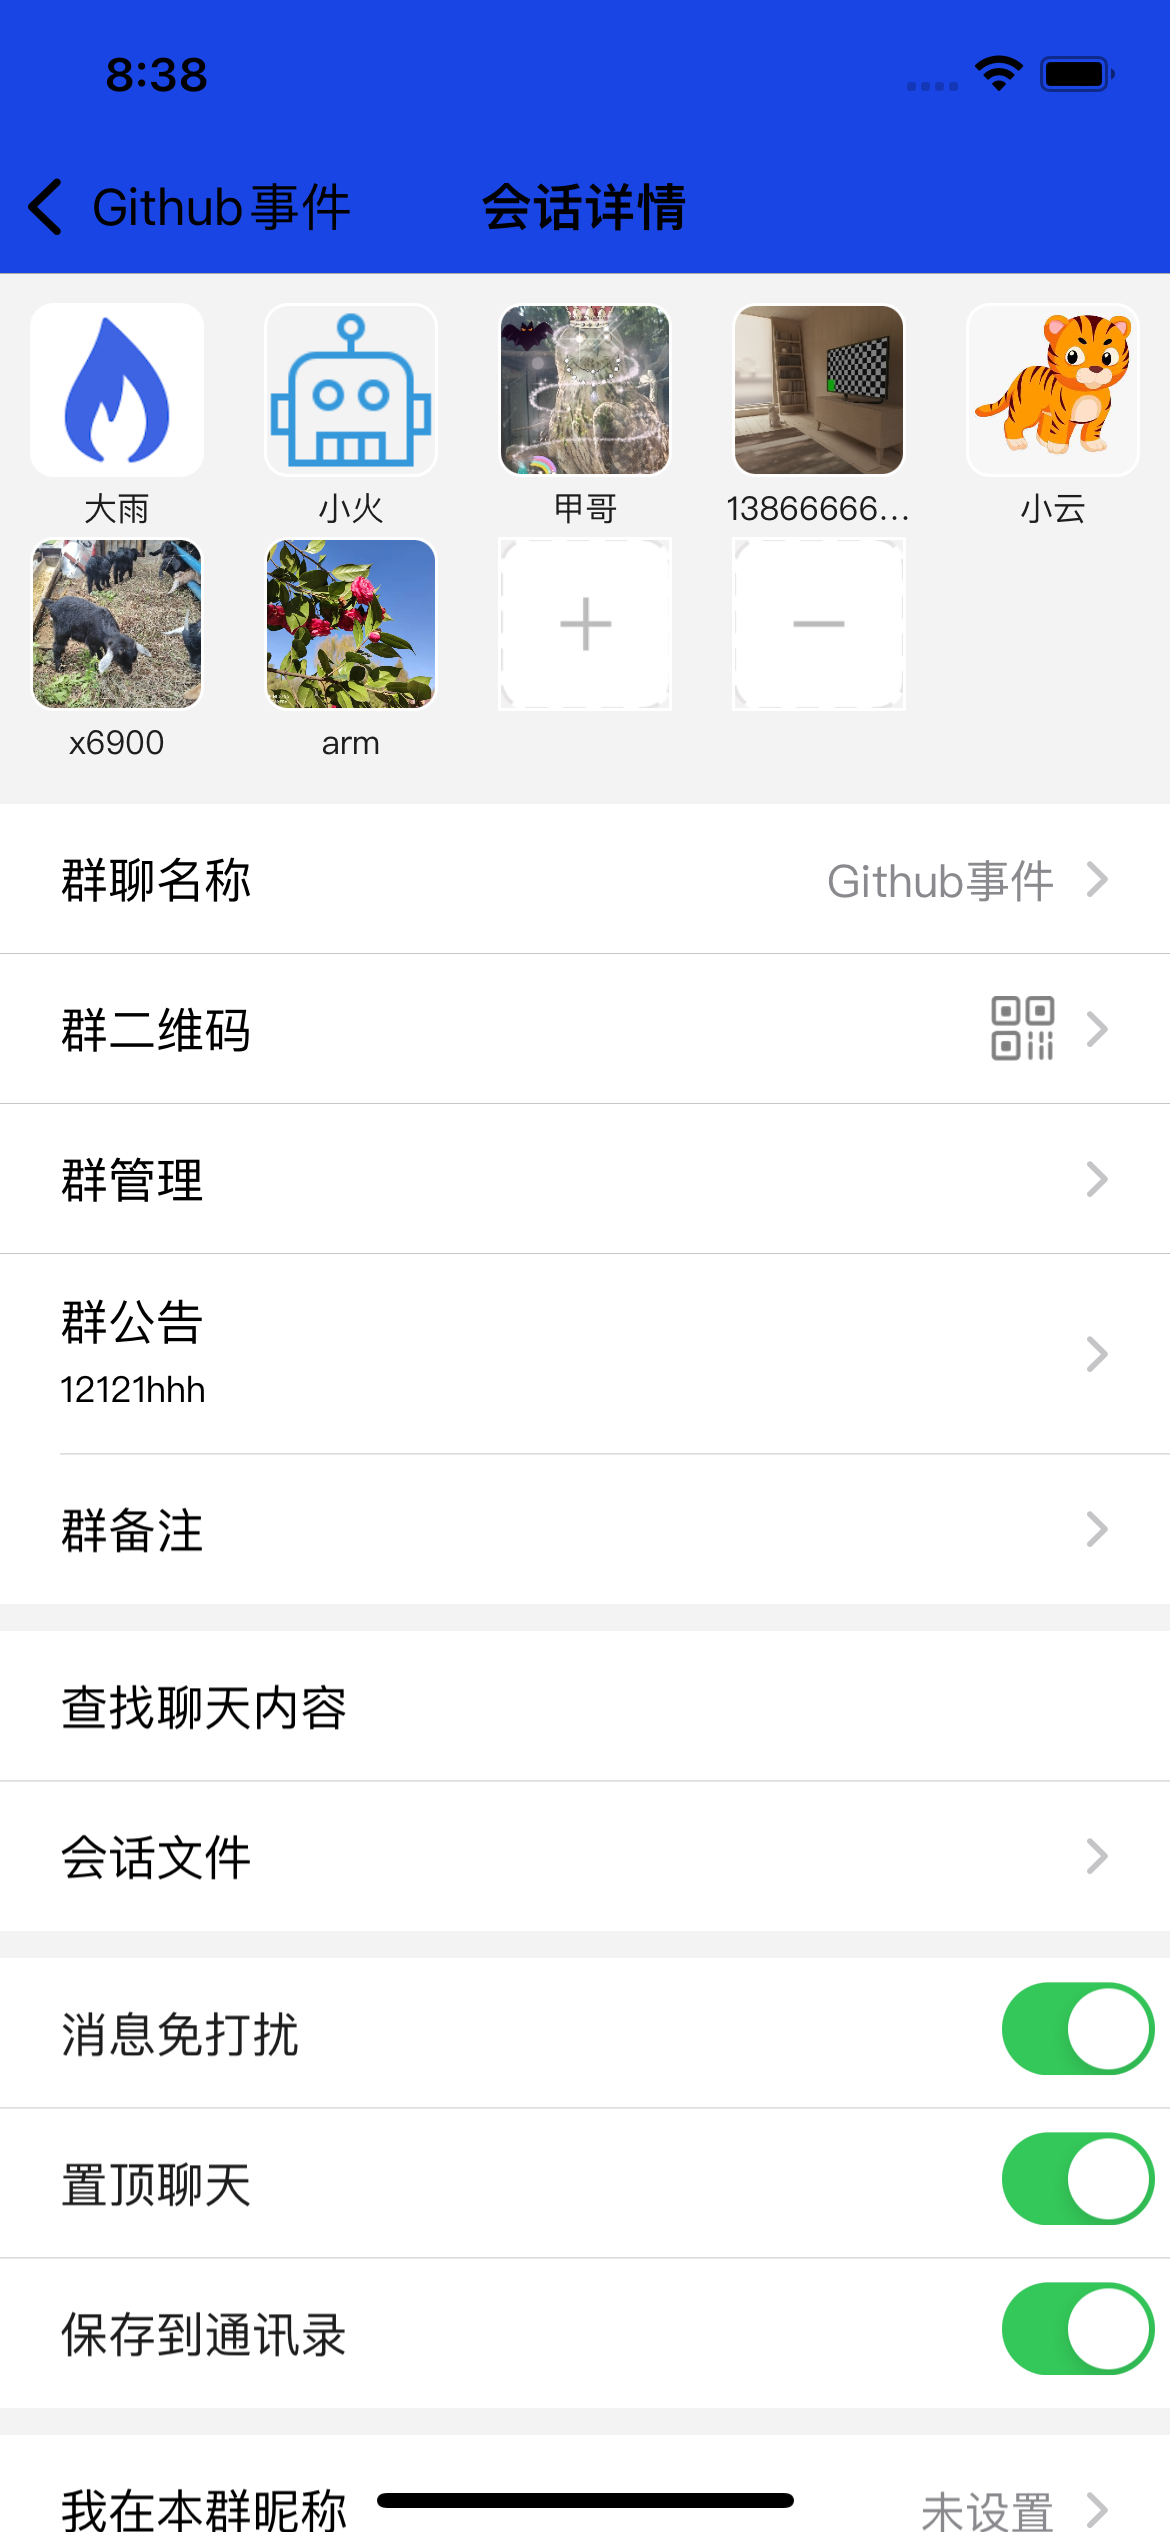 8:38
Github事件
会话详情
大雨
小火
甲哥
13866666...
小云
x6900
arm
群聊名称
Github事件
群二维码
群管理
群公告
12121hhh
群备注
查找聊天内容
会话文件
消息免打扰
置顶聊天
保存到通讯录
我在本群昵称
未设置